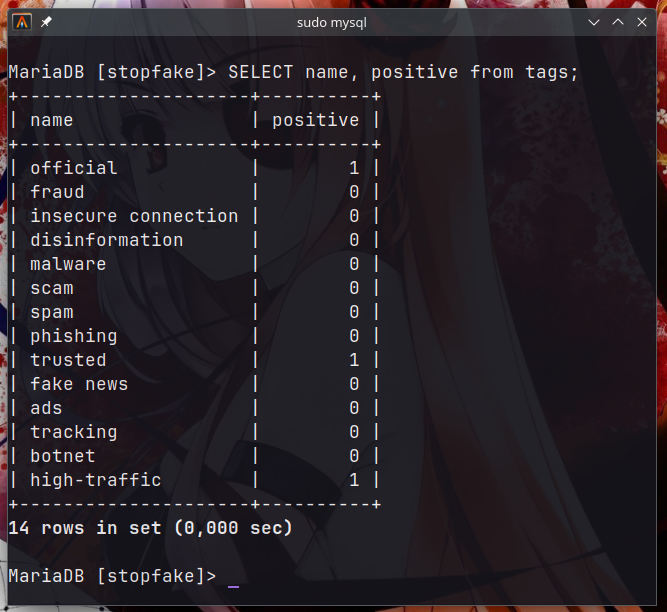 sudo mysql
MariaDB [stopfake]> SELECT name, positive from tags;
+---------------------+----------+
| name                | positive |
+---------------------+----------+
| official            |        1 |
| fraud               |        0 |
| insecure connection |        0 |
| disinformation      |        0 |
| malware             |        0 |
| scam                |        0 |
| spam                |        0 |
| phishing            |        0 |
| trusted             |        1 |
| fake news           |        0 |
| ads                 |        0 |
| tracking            |        0 |
| botnet              |        0 |
| high-traffic        |        1 |
+---------------------+----------+
14 rows in set (0,000 sec)
MariaDB [stopfake]> _